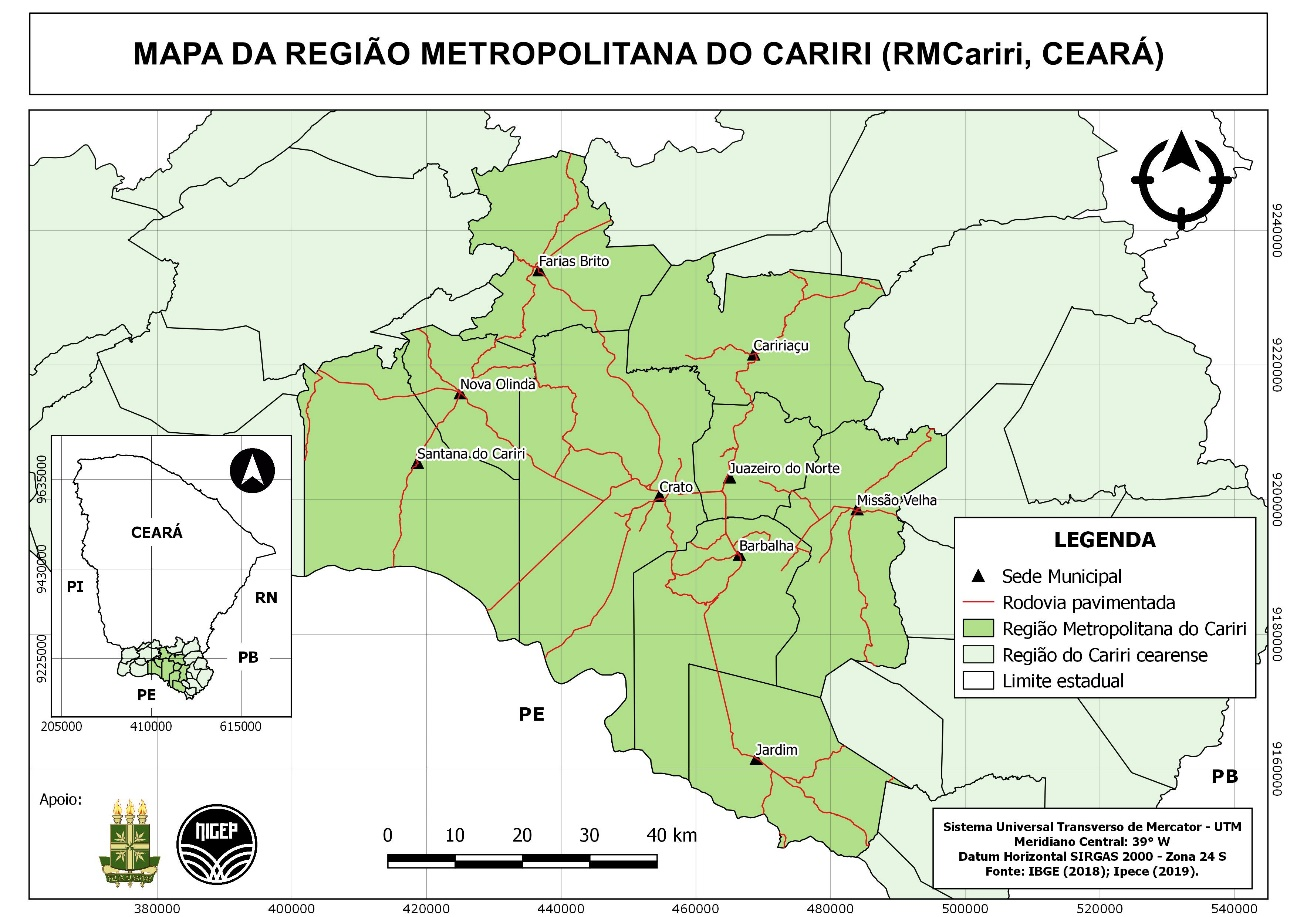 MAPA DA REGIÃO METROPOLITANA DO CARIRI (RMCariri, CEARÁ)
Farias Brito
Caririaçu
Nova Olinda
Santana do Cariri
Juazeiro do Norte
Crato
Missão Velha
Barbalha
Jardim
PE
PB
9240000
9220000
9200000
9180000
9160000
CEARÁ
PI
RN
PB
PE
9635000
9430000
9225000
205000 410000 615000
LEGENDA
Sede Municipal
Rodovia pavimentada
Região Metropolitana do Cariri
Região do Cariri cearense
Limite estadual
Apoio:
NIGEP
0 10 20 30 40 km
Sistema Universal Transverso de Mercator - UTM
Meridiano Central: 39° W
Datum Horizontal SIRGAS 2000 - Zona 24 S
Fonte: IBGE (2018); Ipece (2019).
380000 400000 420000 440000 460000 480000 500000 520000 540000